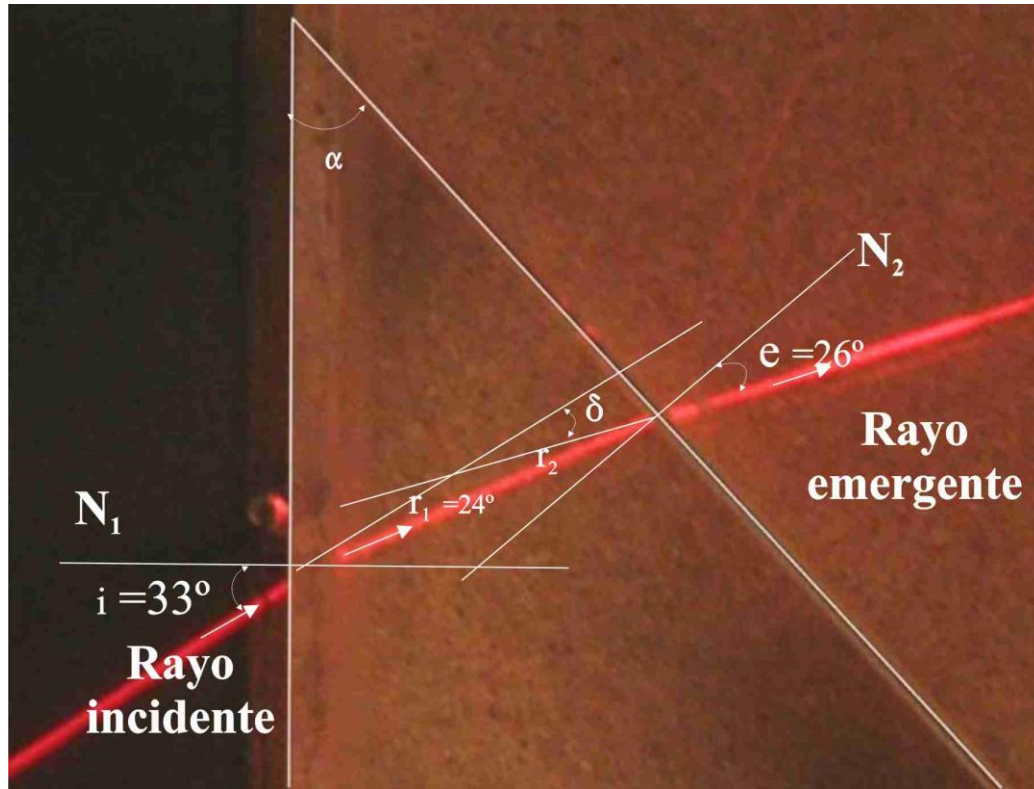 α
N₂
e =26º
δ
Rayo
emergente
r₂
r₁ =24º
N₁
i =33º
Rayo
incidente